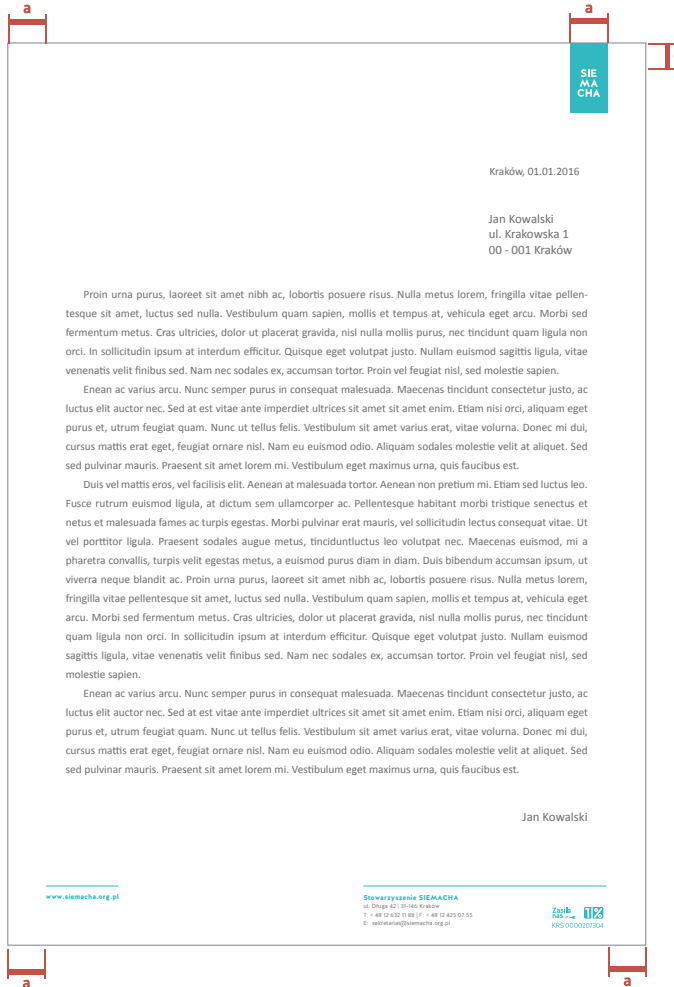 a
a
SIE
MA
CHA
Kraków, 01.01.2016
Jan Kowalski
ul. Krakowska 1
00 - 001 Kraków
Proin urna purus, laoreet sit amet nibh ac, lobortis posuere risus. Nulla metus lorem, fringilla vitae pellen-
tesque sit amet, luctus sed nulla. Vestibulum quam sapien, mollis et tempus at, vehicula eget arcu. Morbi sed
fermentum metus. Cras ultricies, dolor ut placerat gravida, nisl nulla mollis purus, nec tincidunt quam ligula non
orci. In sollicitudin ipsum at interdum efficitur. Quisque eget volutpat justo. Nullam euismod sagittis ligula, vitae
venenatis velit finibus sed. Nam nec sodales ex, accumsan tortor. Proin vel feugiat nisl, sed molestie sapien.
Enean ac varius arcu. Nunc semper purus in consequat malesuada. Maecenas tincidunt consectetur justo, ac
luctus elit auctor nec. Sed at est vitae ante imperdiet ultrices sit amet sit amet enim. Etiam nisi orci, aliquam eget
purus et, utrum feugiat quam. Nunc ut tellus felis. Vestibulum sit amet varius erat, vitae volurna. Donec mi dui,
cursus mattis erat eget, feugiat ornare nisl. Nam eu euismod odio. Aliquam sodales molestie velit at aliquet. Sed
sed pulvinar mauris. Praesent sit amet lorem mi. Vestibulum eget maximus urna, quis faucibus est.
Duis vel mattis eros, vel facilisis elit. Aenean at malesuada tortor. Aenean non pretium mi. Etiam sed luctus leo.
Fusce rutrum euismod ligula, at dictum sem ullamcorper ac. Pellentesque habitant morbi tristique senectus et
netus et malesuada fames ac turpis egestas. Morbi pulvinar erat mauris, vel sollicitudin lectus consequat vitae. Ut
vel porttitor ligula. Praesent sodales augue metus, tinciduntluctus leo volutpat nec. Maecenas euismod, mi a
pharetra convallis, turpis velit egestas metus, a euismod purus diam in diam. Duis bibendum accumsan ipsum, ut
viverra neque blandit ac. Proin urna purus, laoreet sit amet nibh ac, lobortis posuere risus. Nulla metus lorem,
fringilla vitae pellentesque sit amet, luctus sed nulla. Vestibulum quam sapien, mollis et tempus at, vehicula eget
arcu. Morbi sed fermentum metus. Cras ultricies, dolor ut placerat gravida, nisl nulla mollis purus, nec tincidunt
quam ligula non orci. In sollicitudin ipsum at interdum efficitur. Quisque eget volutpat justo. Nullam euismod
sagittis ligula, vitae venenatis velit finibus sed. Nam nec sodales ex, accumsan tortor. Proin vel feugiat nisl, sed
molestie sapien.
Enean ac varius arcu. Nunc semper purus in consequat malesuada. Maecenas tincidunt consectetur justo, ac
luctus elit auctor nec. Sed at est vitae ante imperdiet ultrices sit amet sit amet enim. Etiam nisi orci, aliquam eget
purus et, utrum feugiat quam. Nunc ut tellus felis. Vestibulum sit amet varius erat, vitae volurna. Donec mi dui,
cursus mattis erat eget, feugiat ornare nisl. Nam eu euismod odio. Aliquam sodales molestie velit at aliquet. Sed
sed pulvinar mauris. Praesent sit amet lorem mi. Vestibulum eget maximus urna, quis faucibus est.
Jan Kowalski
www.siemacha.org.pl
Stowarzyszenie SIEMACHA
ul. Długa 42 | 31-146 Kraków
T: + 48 12 632 11 88 | F: + 48 12 425 07 55
E: sekretariat@siemacha.org.pl
Zasil
nas 1%
KRS 0000207304
a
a